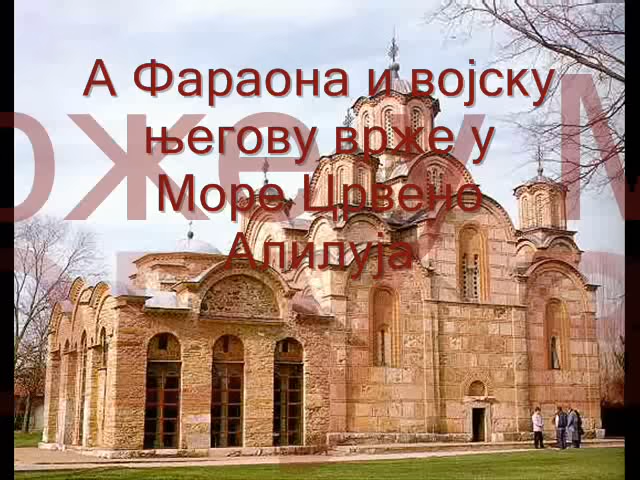 А Фараона и војску
његову врже у
Море Црвено
Алилуја